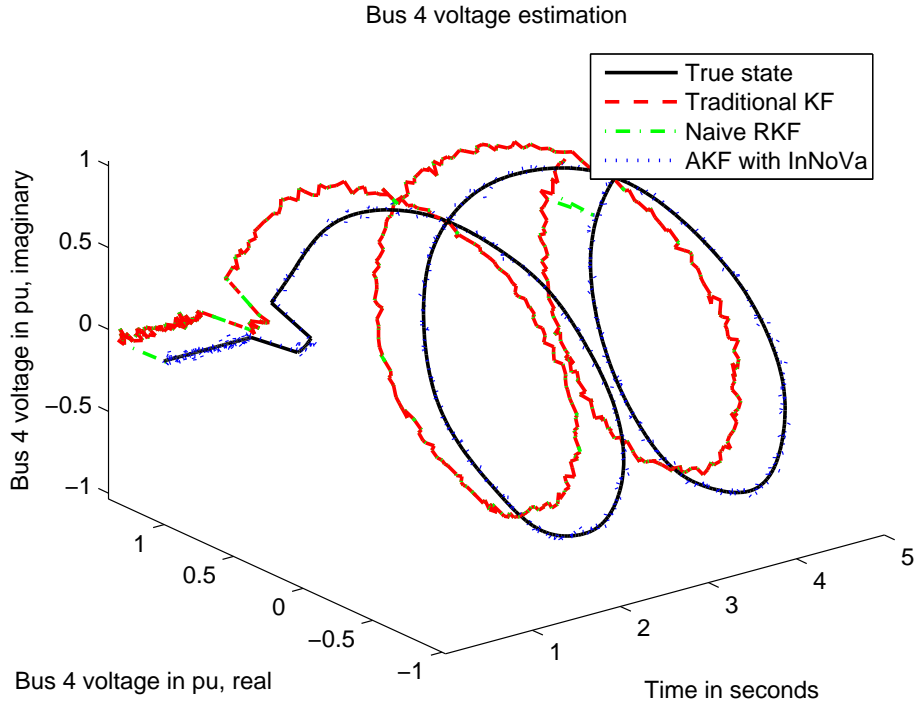 Bus 4 voltage estimation
True state
Traditional KF
Naive RKF
AKF with InNoVa
Bus 4 voltage in pu, imaginary
1
0.5
0
−0.5
−1
1
0.5
0
−0.5
−1
Bus 4 voltage in pu, real
1
2
3
4
5
Time in seconds